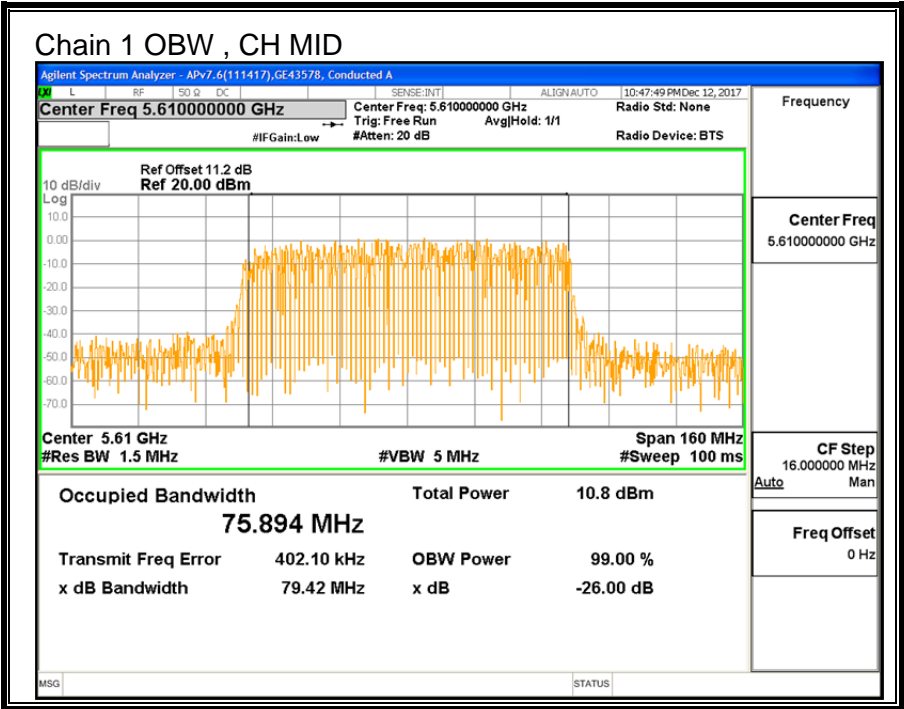 Chain 1 OBW , CH MID
Agilent Spectrum Analyzer - APv7.6(111417),GE43578, Conducted A
LXI L RF 50 Ω DC SENSE:INT ALIGN AUTO 10:47:49 PM Dec 12, 2017
Center Freq 5.610000000 GHz
Center Freq: 5.610000000 GHz Radio Std: None
Trig: Free Run Avg|Hold: 1/1
#IFGain:Low #Atten: 20 dB Radio Device: BTS
Frequency
Ref Offset 11.2 dB
10 dB/div Ref 20.00 dBm
Log
10.0
0.00
-10.0
-20.0
-30.0
-40.0
-50.0
-60.0
-70.0
Center 5.61 GHz Span 160 MHz
#Res BW 1.5 MHz #VBW 5 MHz #Sweep 100 ms
Center Freq
5.610000000 GHz
CF Step
16.000000 MHz
Auto Man
Freq Offset
0 Hz
Occupied Bandwidth Total Power 10.8 dBm
75.894 MHz
Transmit Freq Error 402.10 kHz OBW Power 99.00 %
x dB Bandwidth 79.42 MHz x dB -26.00 dB
MSG STATUS